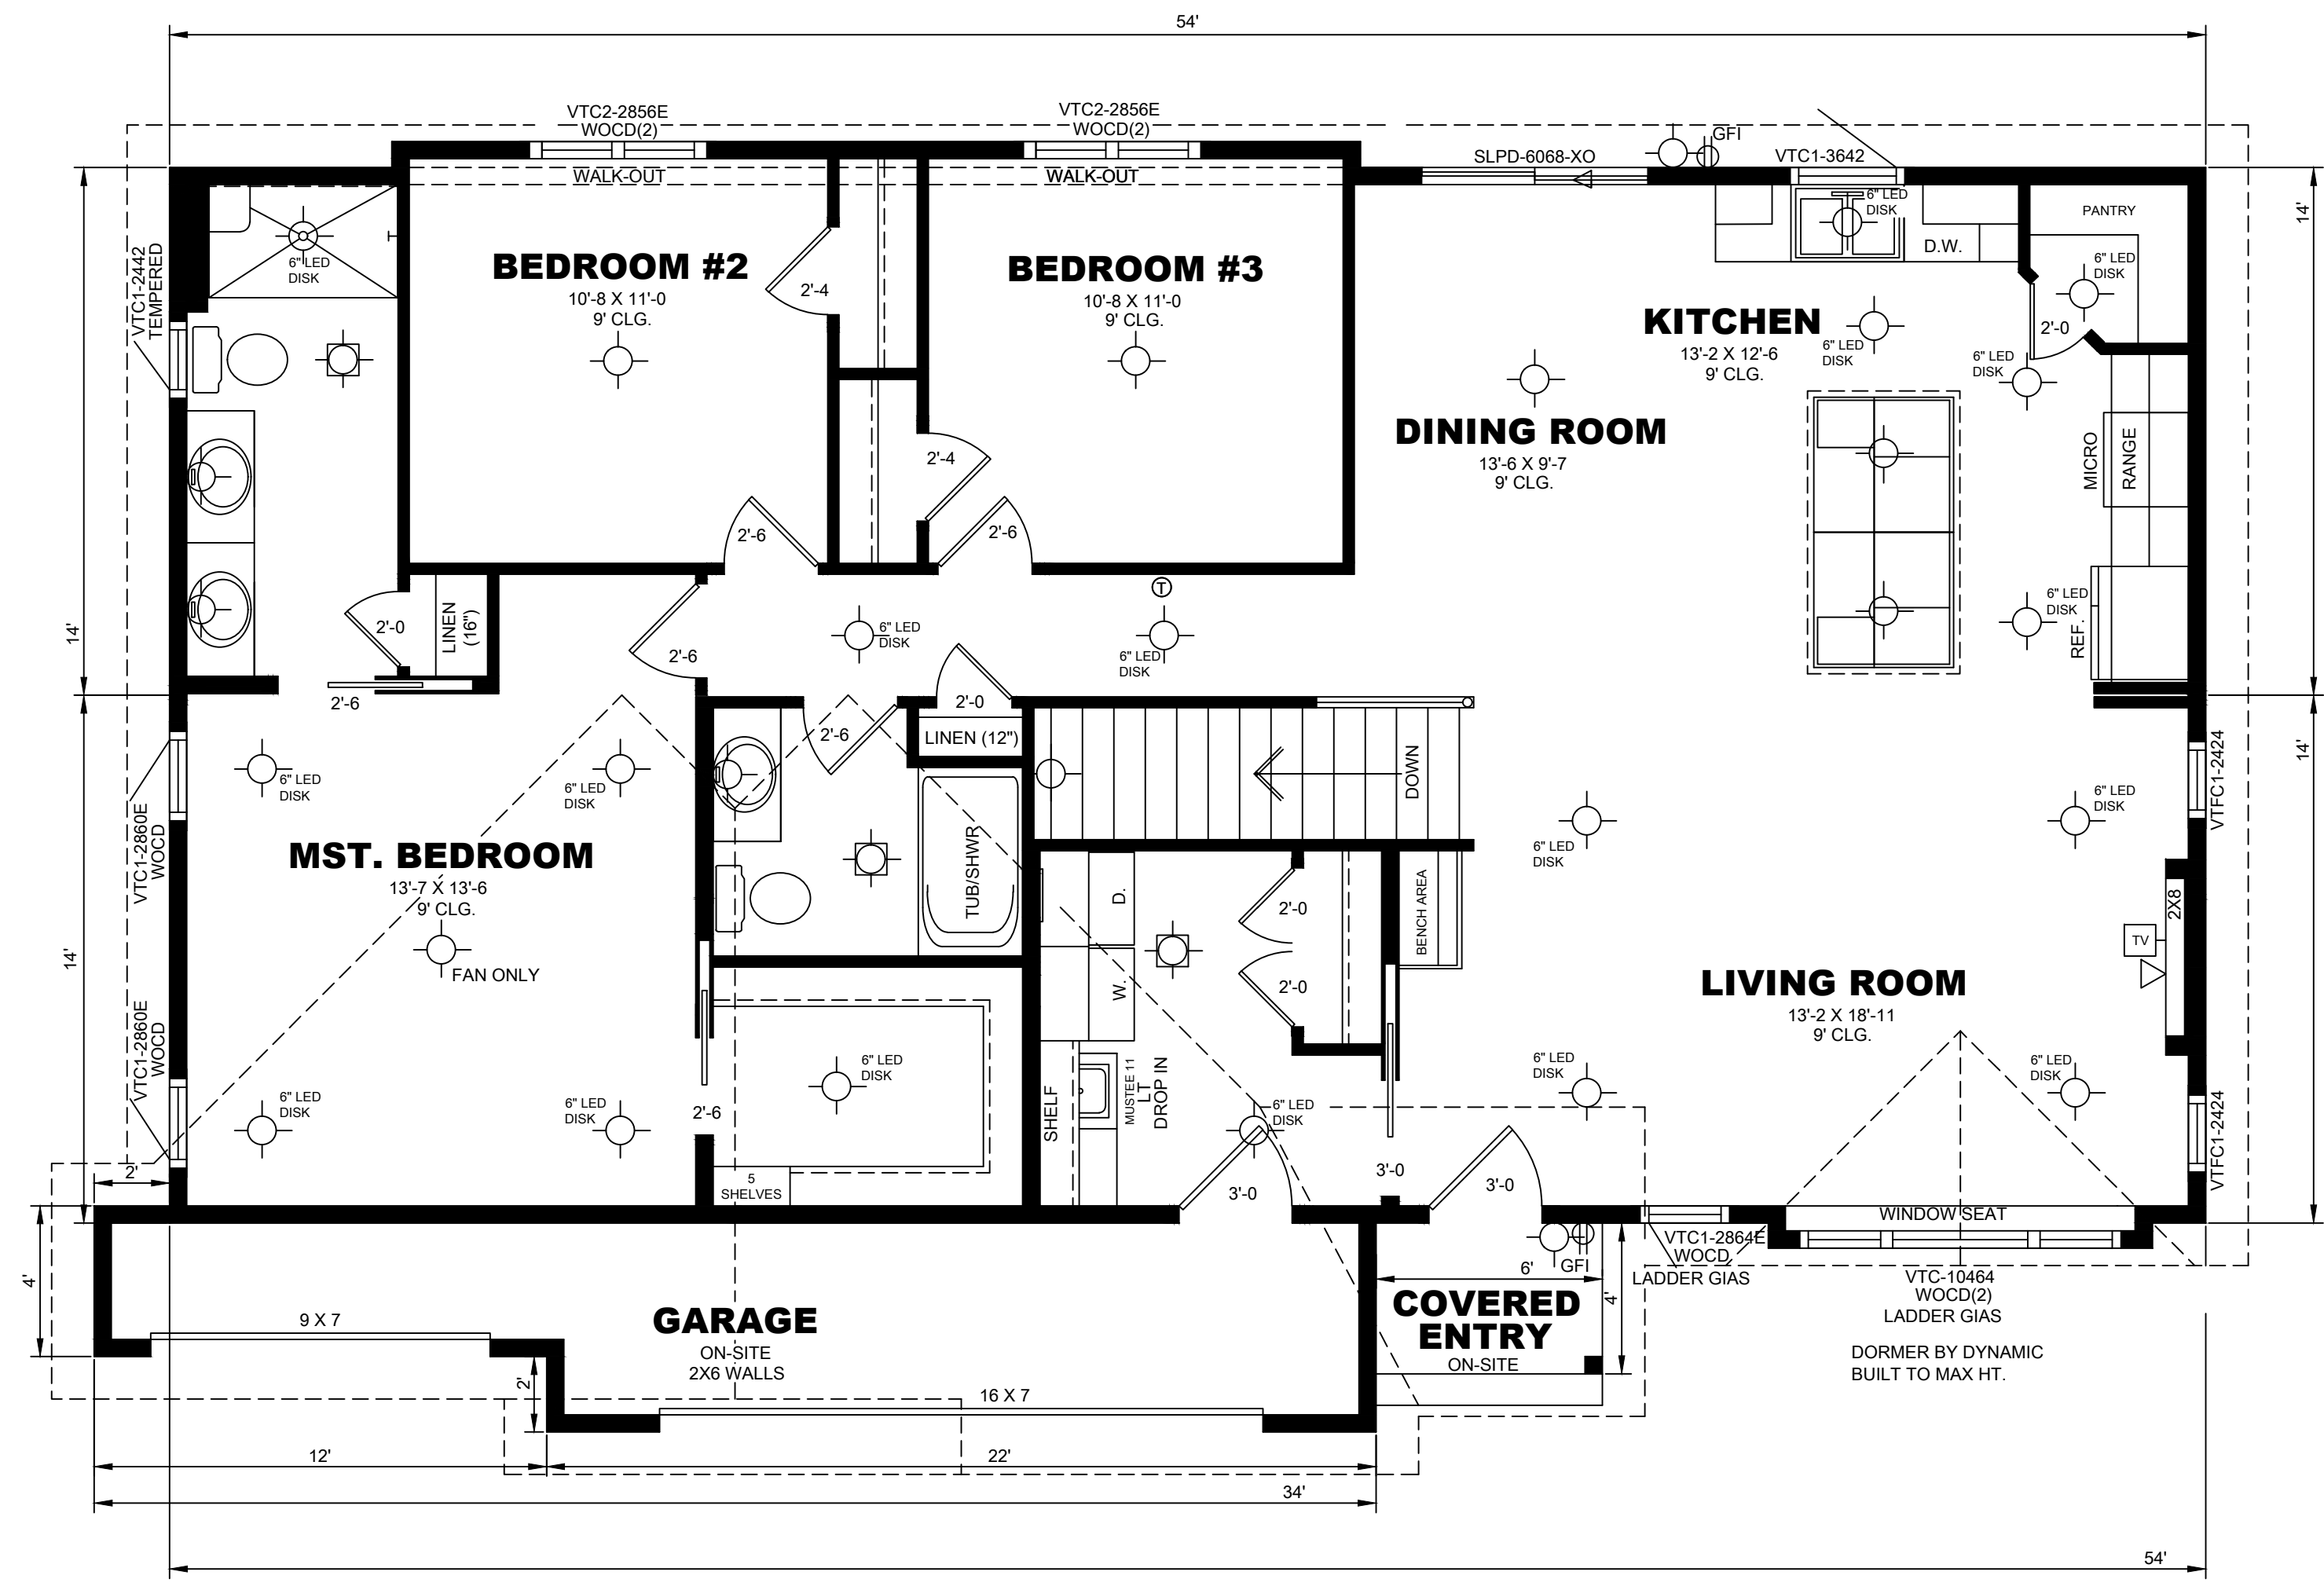 54'
VTC2-2856E
WOCD(2)
VTC2-2856E
WOCD(2)
GFI
SLPD-6068-XO
VTC1-3642
WALK-OUT
WALK-OUT
6" LED
DISK
PANTRY
14'
14'
VTC1-2442
TEMPERED
6" LED
DISK
BEDROOM #2
10'-8 X 11'-0
9' CLG.
2'-4
BEDROOM #3
10'-8 X 11'-0
9' CLG.
D.W.
6" LED
DISK
KITCHEN
13'-2 X 12'-6
9' CLG.
6" LED
DISK
2'-0
6" LED
DISK
DINING ROOM
13'-6 X 9'-7
9' CLG.
MICRO
RANGE
2'-4
2'-6
2'-6
T
2'-0
LINEN
(16")
2'-6
6" LED
DISK
6" LED
DISK
6" LED
DISK
REF.
2'-6
2'-6
2'-0
LINEN (12")
DOWN
14'
14'
6" LED
DISK
6" LED
DISK
6" LED
DISK
6" LED
DISK
VTFC1-2424
VTC1-2860E
WOCD
MST. BEDROOM
13'-7 X 13'-6
9' CLG.
FAN ONLY
TUB/SHWR
D.
W.
2'-0
2'-0
BENCH AREA
2X8
TV
LIVING ROOM
13'-2 X 18'-11
9' CLG.
VTC1-2860E
WOCD
6" LED
DISK
6" LED
DISK
6" LED
DISK
2'-6
SHELF
MUSTEE 11
LT
DROP IN
6" LED
DISK
6" LED
DISK
6" LED
DISK
VTFC1-2424
2'
5
SHELVES
3'-0
3'-0
3'-0
WINDOW SEAT
4'
GFI
6'
4'
VTC1-2864E
WOCD
LADDER GIAS
VTC-10464
WOCD(2)
LADDER GIAS
9 X 7
GARAGE
ON-SITE
2X6 WALLS
COVERED
ENTRY
ON-SITE
DORMER BY DYNAMIC
BUILT TO MAX HT.
2'
16 X 7
12'
22'
34'
54'